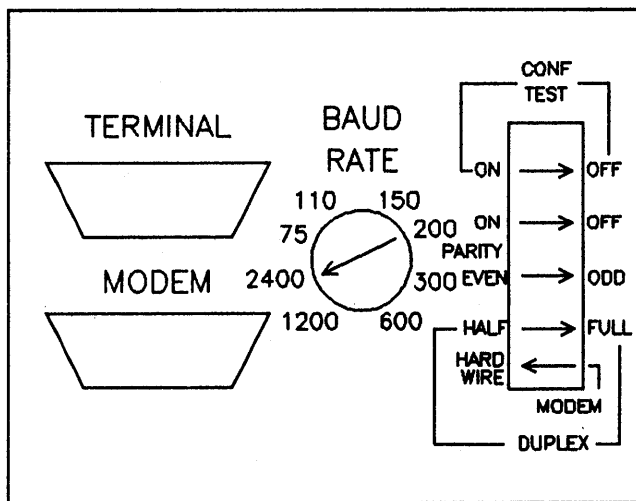 CONF
TEST
TERMINAL
BAUD
RATE
ON OFF
110 150
ON OFF
75 200
PARITY
MODEM
2400 300
EVEN ODD
1200 600
HALF FULL
HARD
WIRE
MODEM
DUPLEX